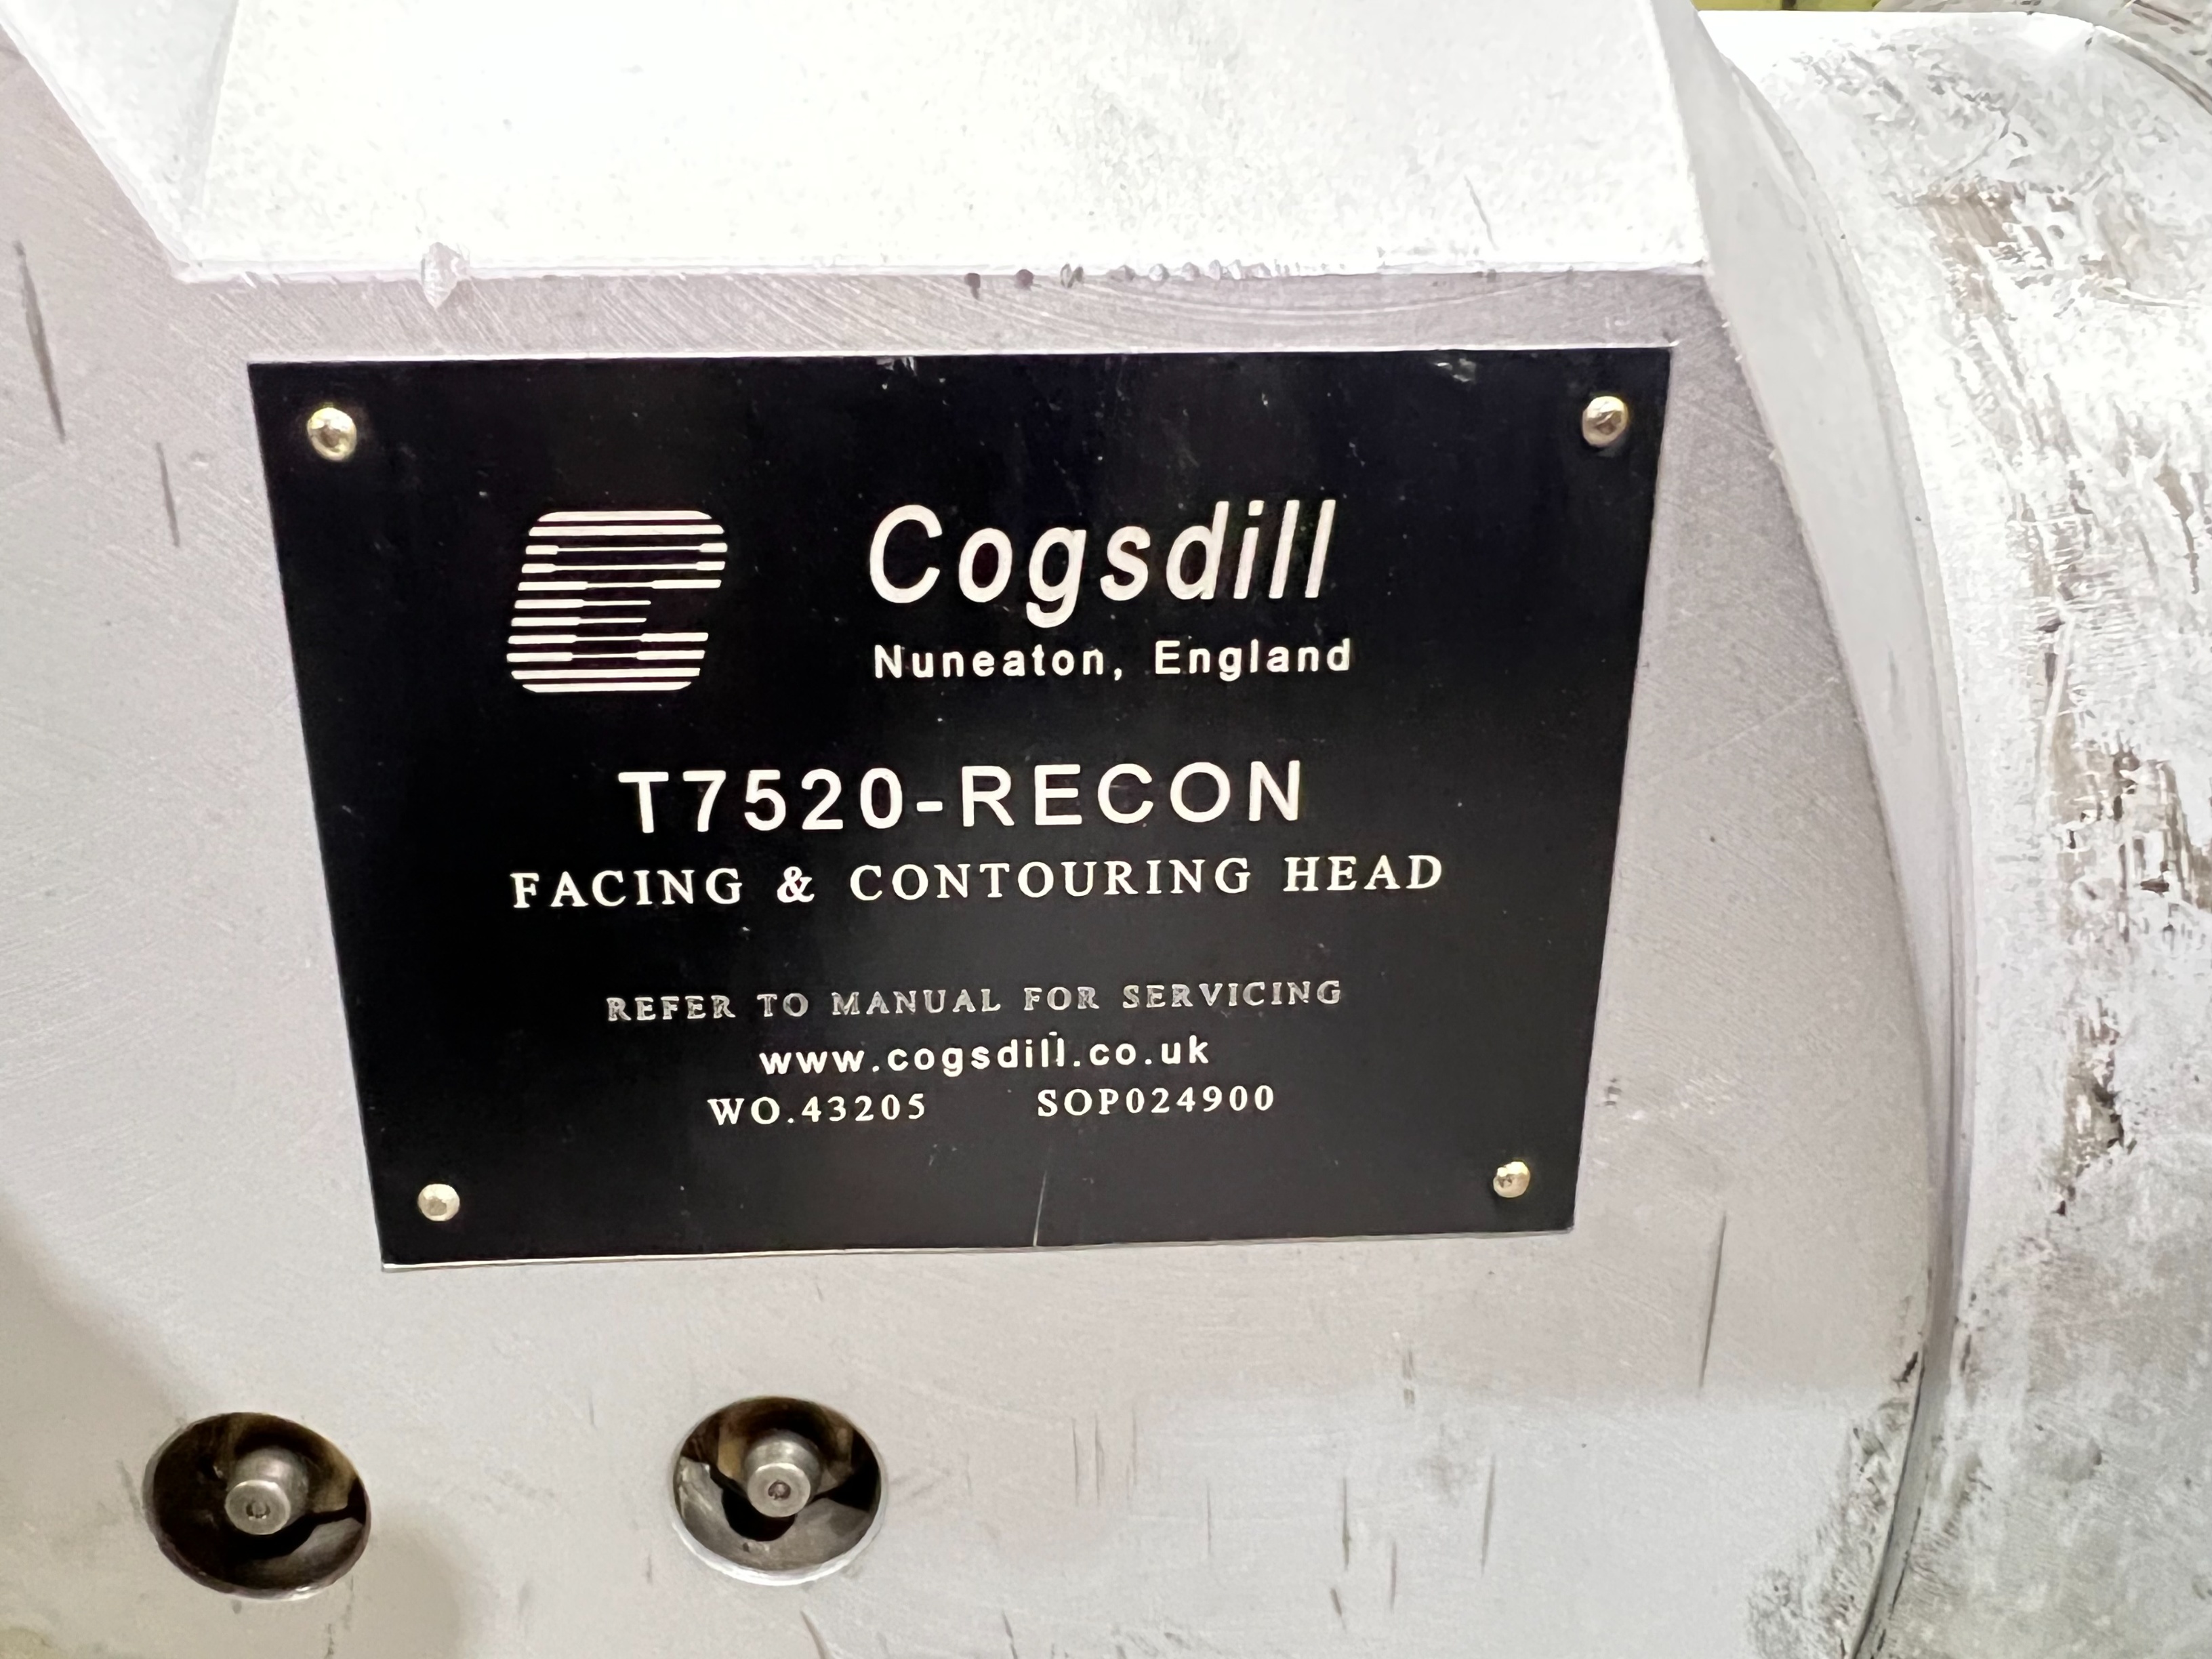 Cogsdill
Nuneaton, England
T7520-RECON
FACING & CONTOURING HEAD
REFER TO MANUAL FOR SERVICING
www.cogsdill.co.uk
WO.43205 SOP024900